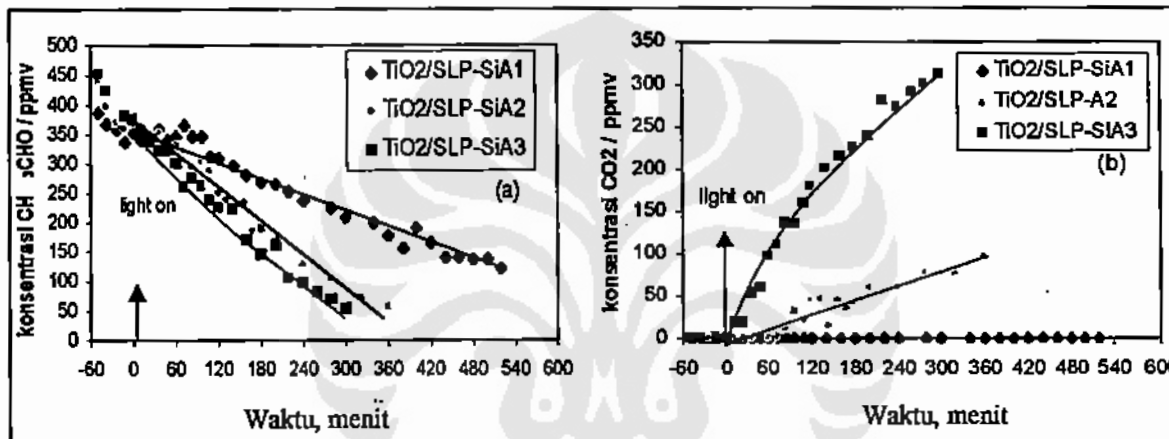 konsentrasi CH 3CHO / ppmv
500
450
400
350
300
250
200
150
100
50
0
TiO2/SLP-SiA1
TiO2/SLP-SiA2
TiO2/SLP-SiA3
(a)
light on
-60 0 60 120 180 240 300 360 420 480 540 600
Waktu, menit
konsentrasi CO2 / ppmv
350
300
250
200
150
100
50
0
TiO2/SLP-SiA1
TiO2/SLP-A2
TiO2/SLP-SIA3
(b)
light on
-60 0 60 120 180 240 300 360 420 480 540 600
Waktu, menit